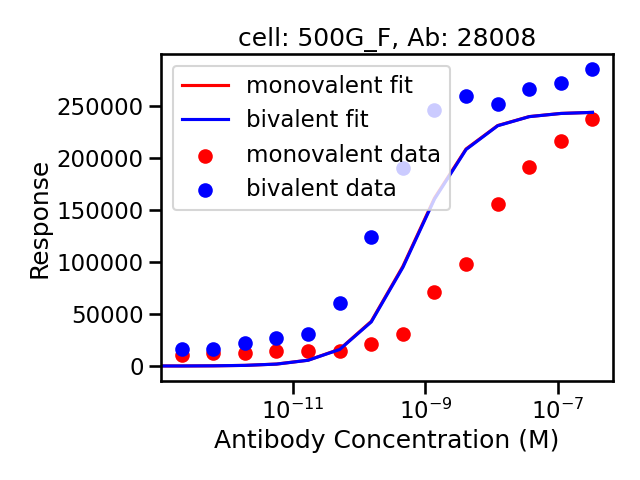 cell: 500G_F, Ab: 28008
monovalent fit
bivalent fit
monovalent data
bivalent data
Response
250000
200000
150000
100000
50000
0
10⁻¹¹ 10⁻⁹ 10⁻⁷
Antibody Concentration (M)